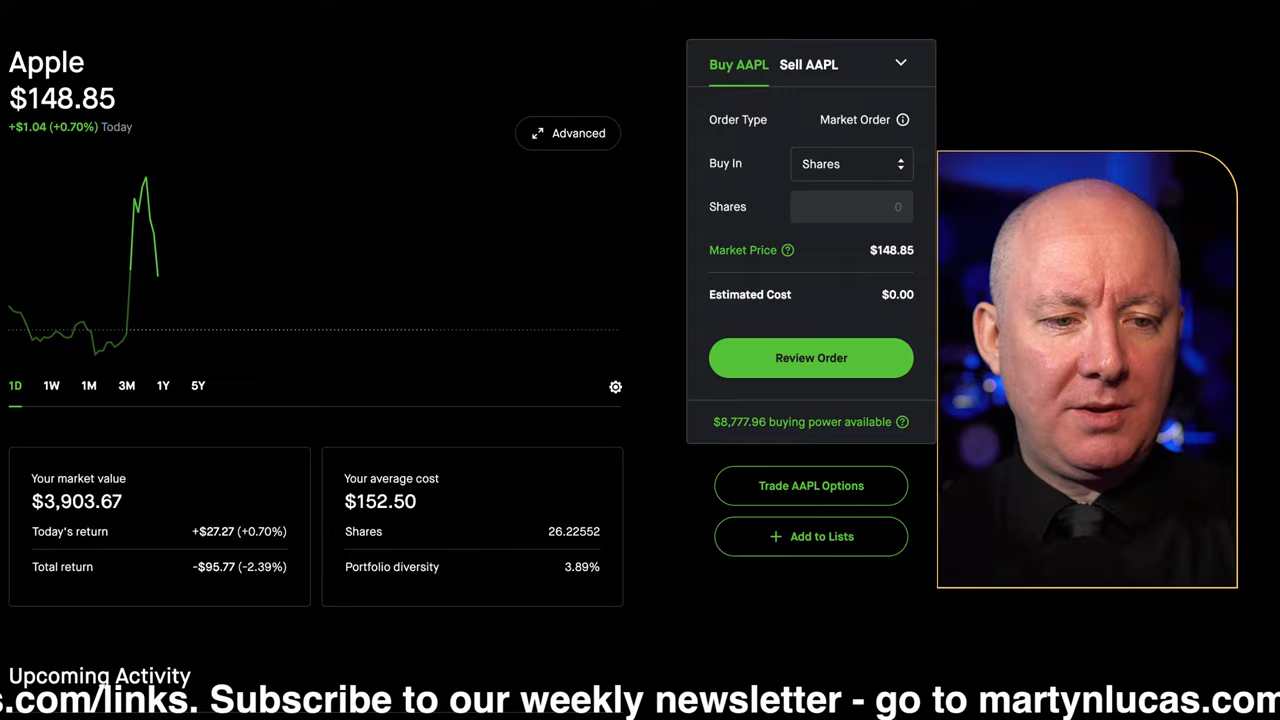 Apple
$148.85
+$1.04 (+0.70%) Today
Advanced
1D 1W 1M 3M 1Y 5Y
Your market value
$3,903.67
Today's return +$27.27 (+0.70%)
Total return -$95.77 (-2.39%)
Your average cost
$152.50
Shares 26.22552
Portfolio diversity 3.89%
Buy AAPL Sell AAPL
Order Type Market Order
Buy In Shares
Shares 0
Market Price $148.85
Estimated Cost $0.00
Review Order
$8,777.96 buying power available
Trade AAPL Options
+ Add to Lists
Upcoming Activity
s.com/links. Subscribe to our weekly newsletter - go to martynlucas.com